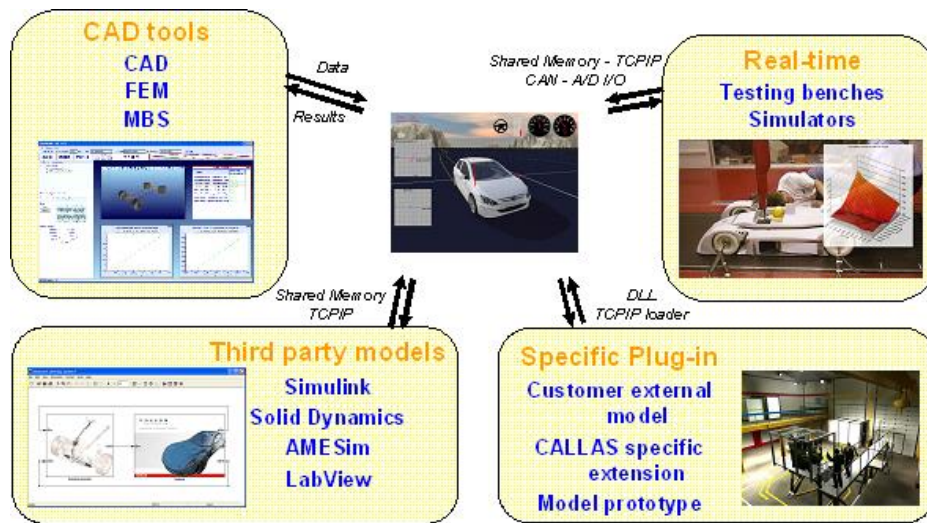 CAD tools
CAD
FEM
MBS
Data
Results
Shared Memory - TCPIP
CAN - A/D I/O
Real-time
Testing benches
Simulators
Shared Memory
TCPIP
DLL
TCPIP loader
Third party models
Simulink
Solid Dynamics
AMESim
LabView
Specific Plug-in
Customer external
model
CALLAS specific
extension
Model prototype